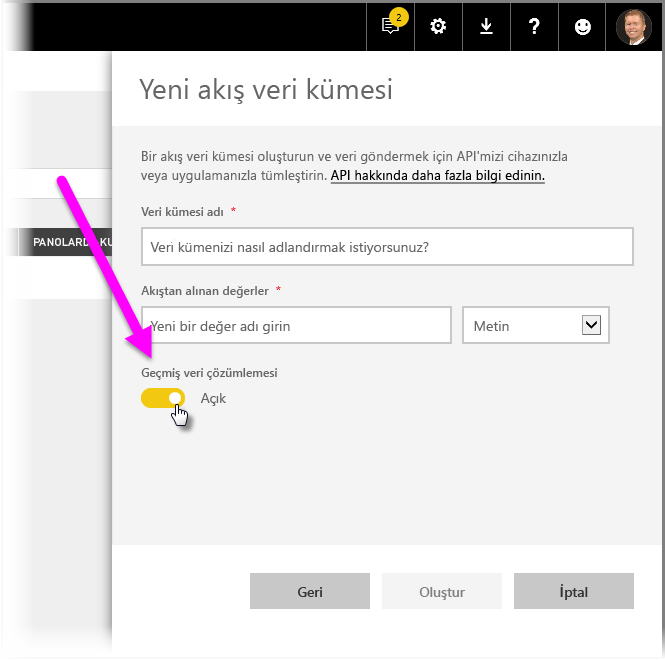 2
?
Yeni akış veri kümesi
Bir akış veri kümesi oluşturun ve veri göndermek için API'mizi cihazınızla
veya uygulamanızla tümleştirin. API hakkında daha fazla bilgi edinin.
Veri kümesi adı *
Veri kümenizi nasıl adlandırmak istiyorsunuz?
PANOLARDA KU
Akıştan alınan değerler *
Yeni bir değer adı girin
Metin
Geçmiş veri çözümlemesi
Açık
Geri
Oluştur
İptal